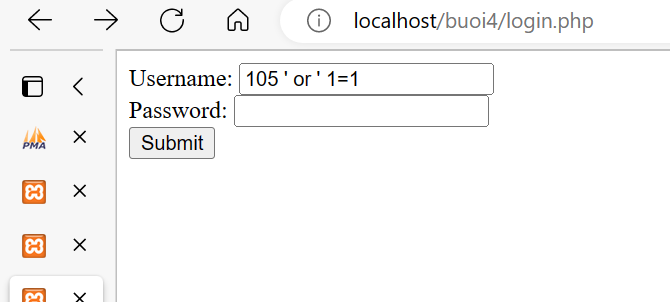 localhost/buoi4/login.php
Username: 105 ' or ' 1=1
PMA
Password:
Submit